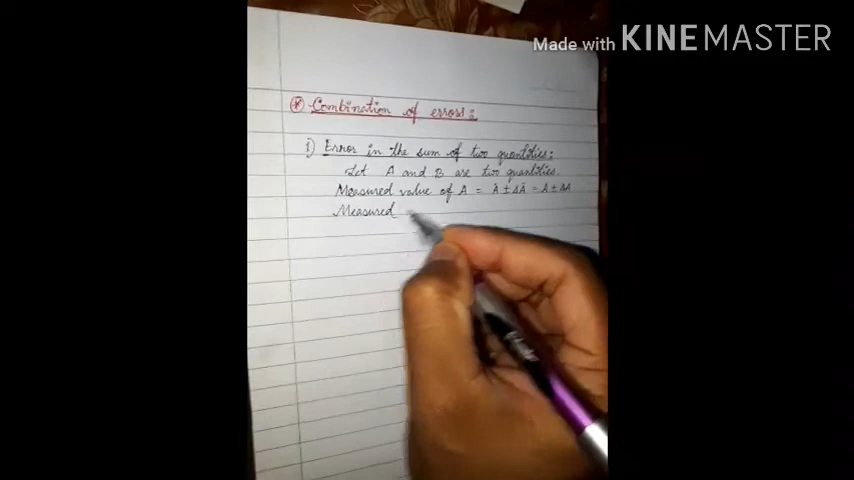 Made with KINEMASTER
* Combination of errors:
i) Error in the sum of two quantities:
Let A and B are two quantities.
Measured value of A = Ā ± ΔĀ = A ± ΔA
Measured